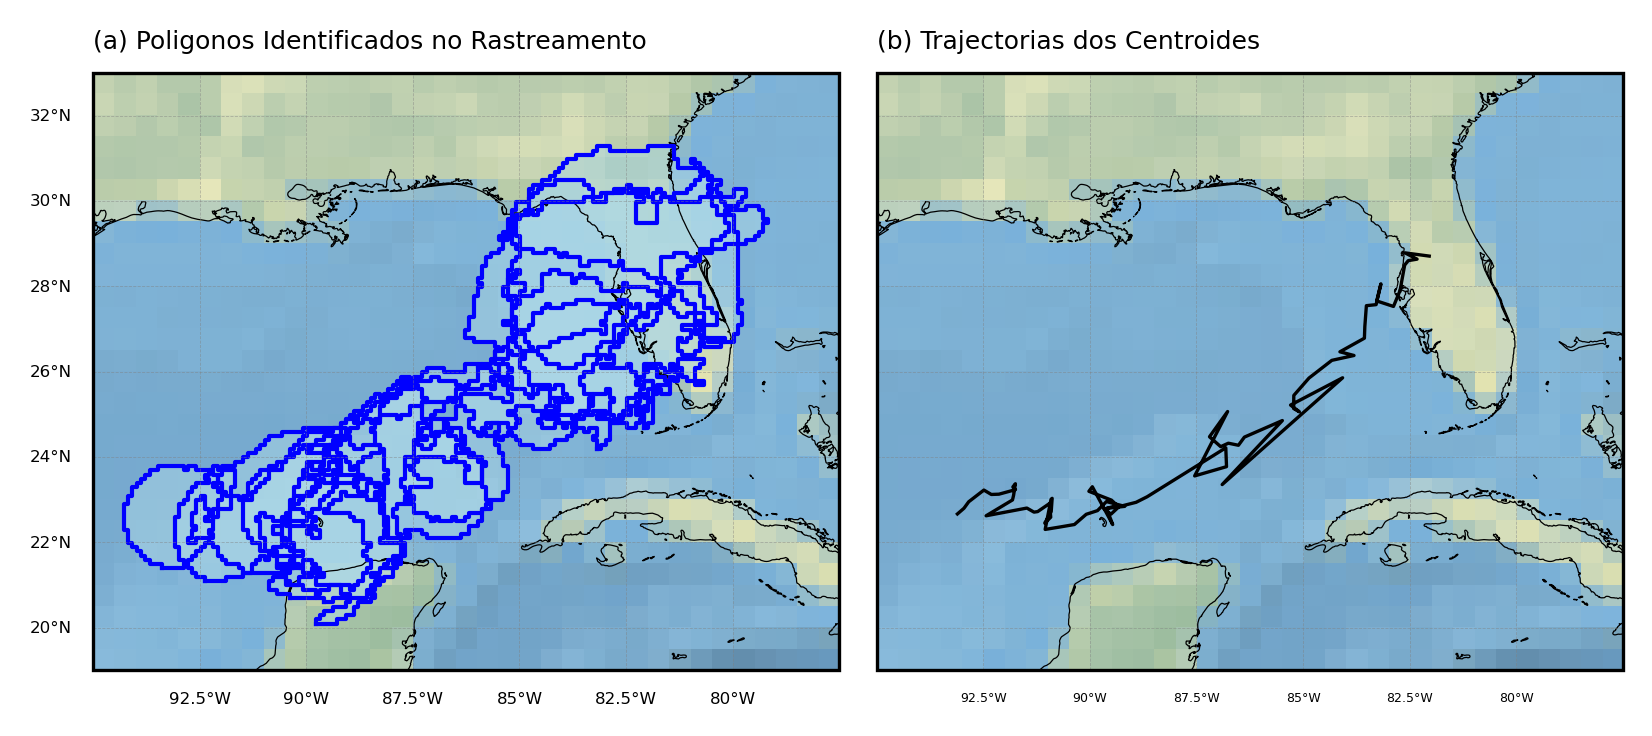 (a) Poligonos Identificados no Rastreamento
(b) Trajectorias dos Centroides
32°N
30°N
28°N
26°N
24°N
22°N
20°N
92.5°W 90°W 87.5°W 85°W 82.5°W 80°W
92.5°W 90°W 87.5°W 85°W 82.5°W 80°W